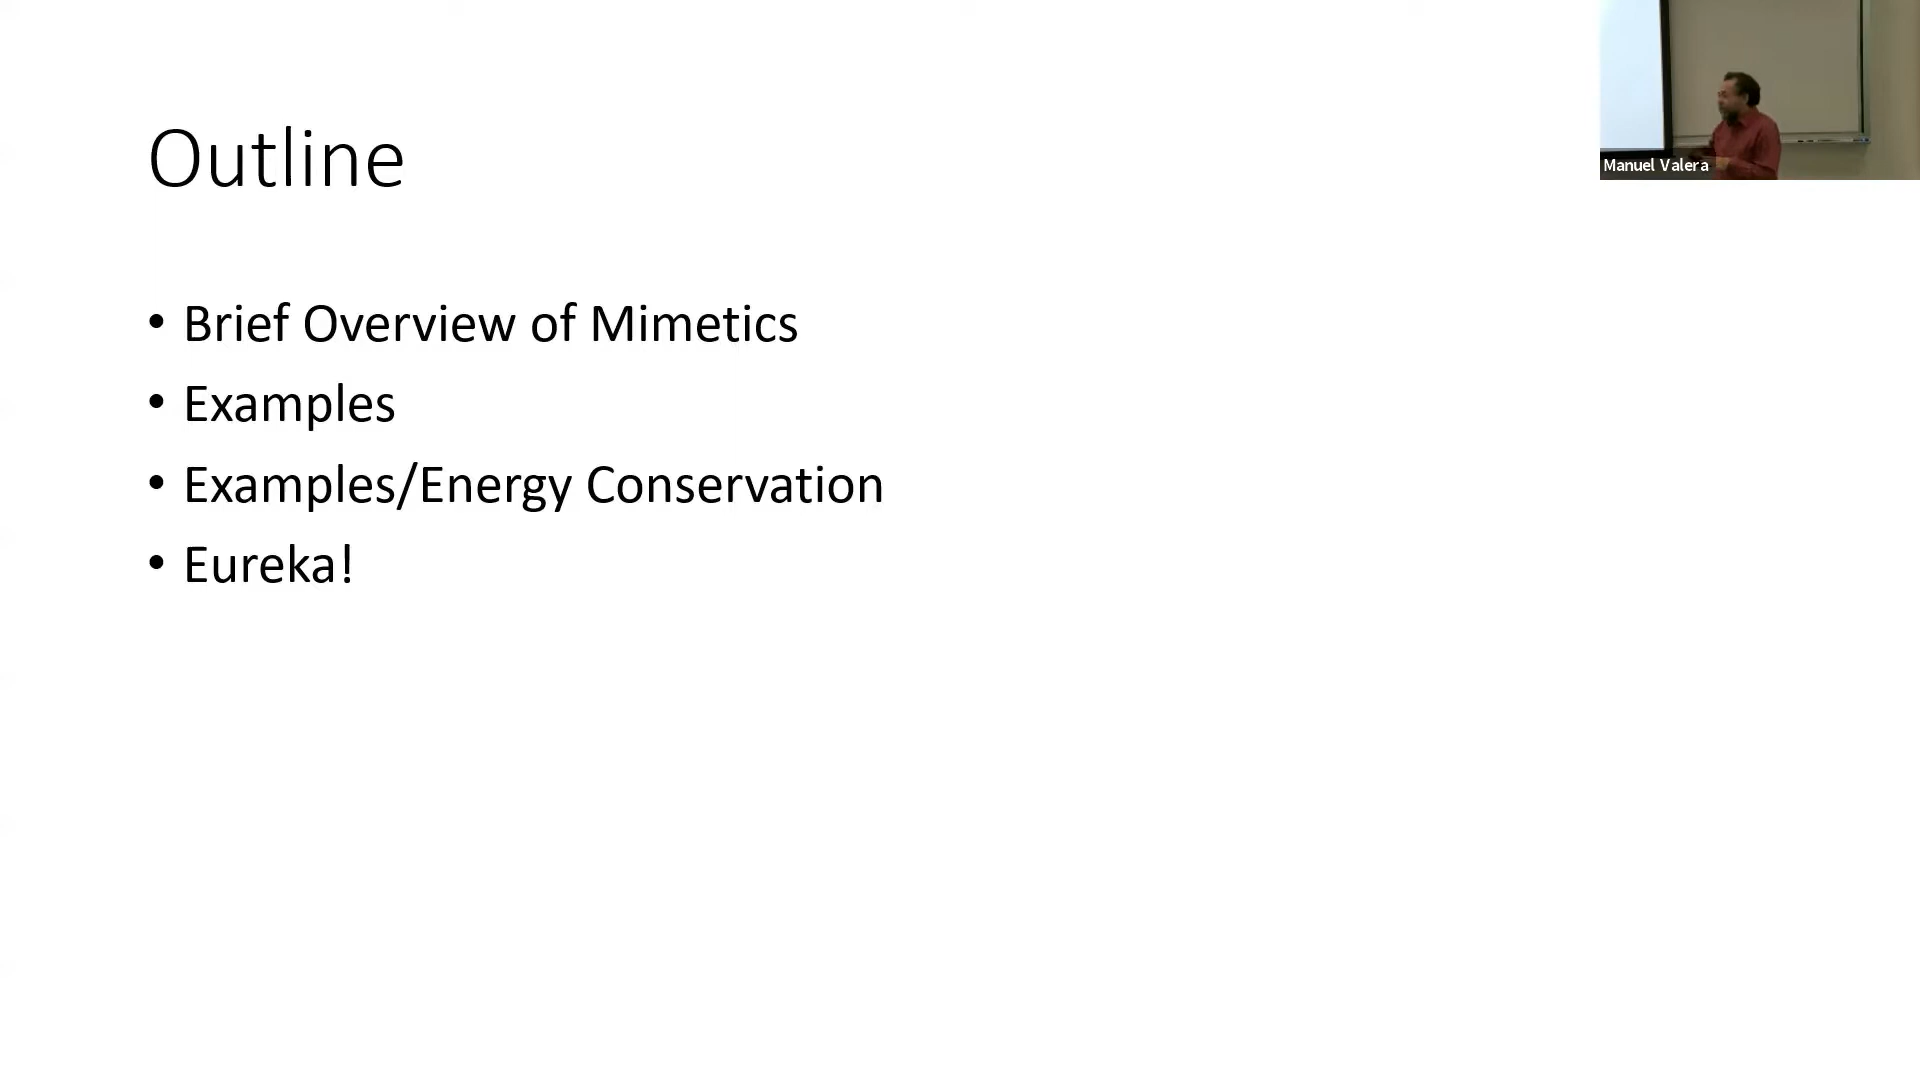 Outline
• Brief Overview of Mimetics
• Examples
• Examples/Energy Conservation
• Eureka!
Manuel Valera